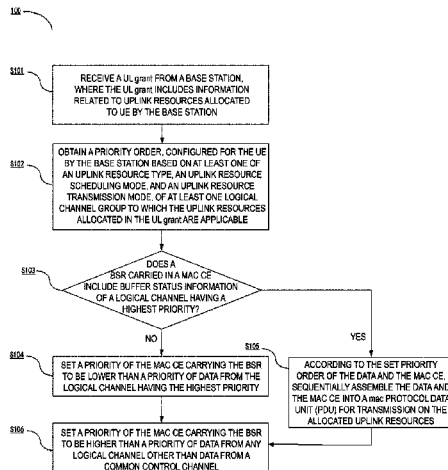 100
S101
RECEIVE A UL grant FROM A BASE STATION,
WHERE THE UL grant INCLUDES INFORMATION
RELATED TO UPLINK RESOURCES ALLOCATED
TO UE BY THE BASE STATION
S102
OBTAIN A PRIORITY ORDER, CONFIGURED FOR THE UE
BY THE BASE STATION BASED ON AT LEAST ONE OF
AN UPLINK RESOURCE TYPE, AN UPLINK RESOURCE
SCHEDULING MODE, AND AN UPLINK RESOURCE
TRANSMISSION MODE, OF AT LEAST ONE LOGICAL
CHANNEL GROUP TO WHICH THE UPLINK RESOURCES
ALLOCATED IN THE UL grant ARE APPLICABLE
S103
DOES A
BSR CARRIED IN A MAC CE
INCLUDE BUFFER STATUS INFORMATION
OF A LOGICAL CHANNEL HAVING A
HIGHEST PRIORITY?
NO
YES
S104
SET A PRIORITY OF THE MAC CE CARRYING THE BSR
TO BE LOWER THAN A PRIORITY OF DATA FROM THE
LOGICAL CHANNEL HAVING THE HIGHEST PRIORITY
S105
ACCORDING TO THE SET PRIORITY
ORDER OF THE DATA AND THE MAC CE,
SEQUENTIALLY ASSEMBLE THE DATA AND
THE MAC CE INTO A mac PROTOCOL DATA
UNIT (PDU) FOR TRANSMISSION ON THE
ALLOCATED UPLINK RESOURCES
S106
SET A PRIORITY OF THE MAC CE CARRYING THE BSR
TO BE HIGHER THAN A PRIORITY OF DATA FROM ANY
LOGICAL CHANNEL OTHER THAN DATA FROM A
COMMON CONTROL CHANNEL